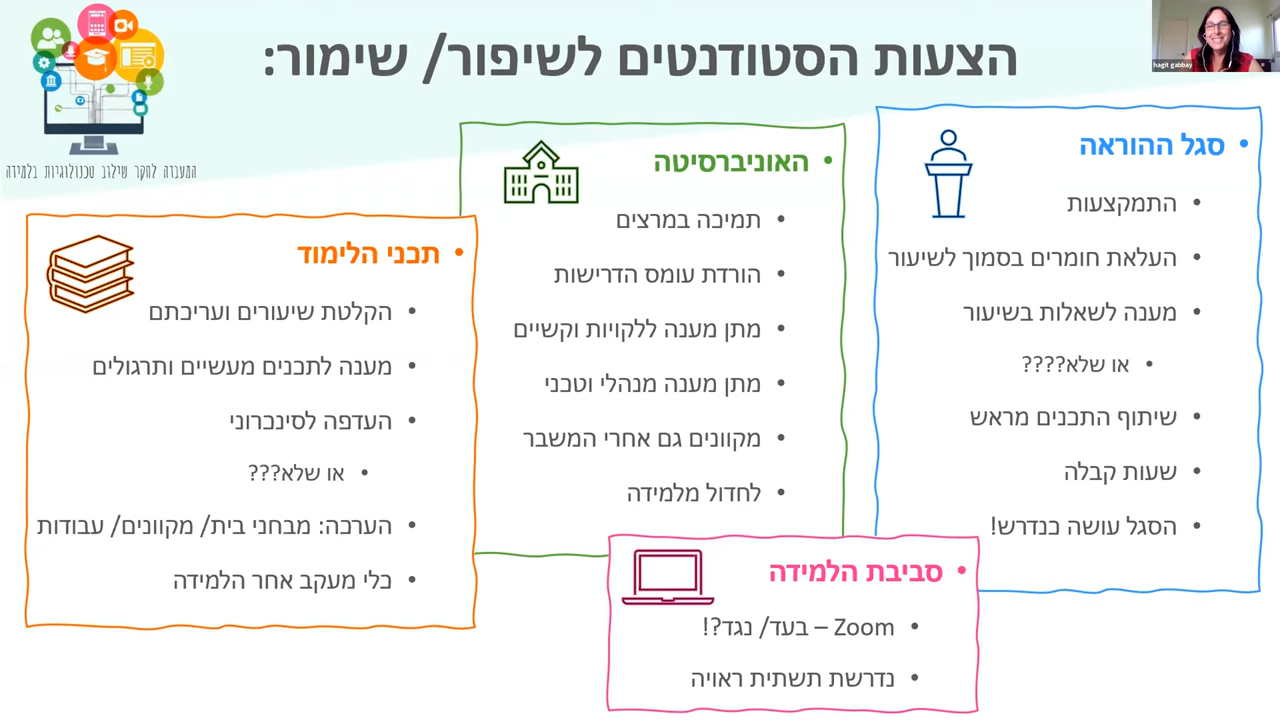 הצעות הסטודנטים לשיפור/ שימור:
hagit gabbay
המעבדה לחקר שילוב טכנולוגיות בלמידה
• סגל ההוראה
• התמקצעות
• העלאת חומרים בסמוך לשיעור
• מענה לשאלות בשיעור
• או שלא????
• שיתוף התכנים מראש
• שעות קבלה
• הסגל עושה כנדרש!
• האוניברסיטה
• תמיכה במרצים
• הורדת עומס הדרישות
• מתן מענה ללקויות וקשיים
• מתן מענה מנהלי וטכני
• מקוונים גם אחרי המשבר
• לחדול מלמידה
• תכני הלימוד
• הקלטת שיעורים ועריכתם
• מענה לתכנים מעשיים ותרגולים
• העדפה לסינכרוני
• או שלא???
• הערכה: מבחני בית/ מקוונים/ עבודות
• כלי מעקב אחר הלמידה
• סביבת הלמידה
• Zoom – בעד/ נגד?!
• נדרשת תשתית ראויה